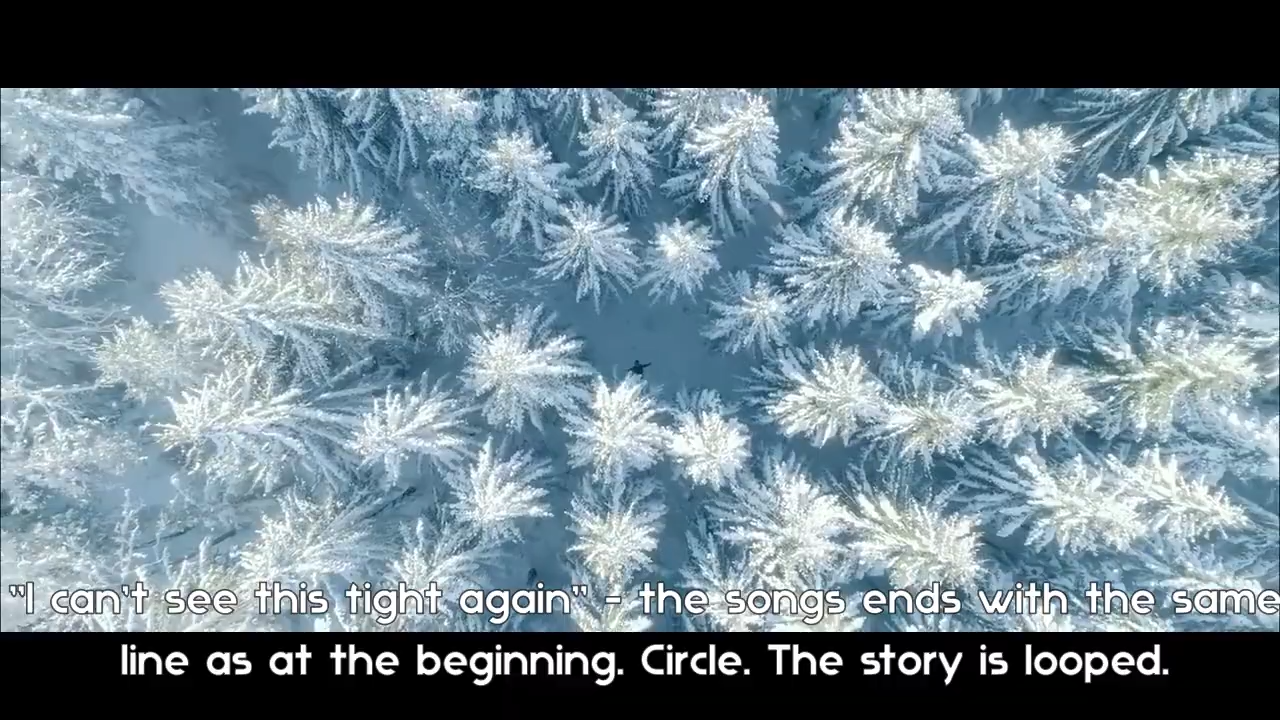 "I can't see this tight again" - the songs ends with the same
line as at the beginning. Circle. The story is looped.